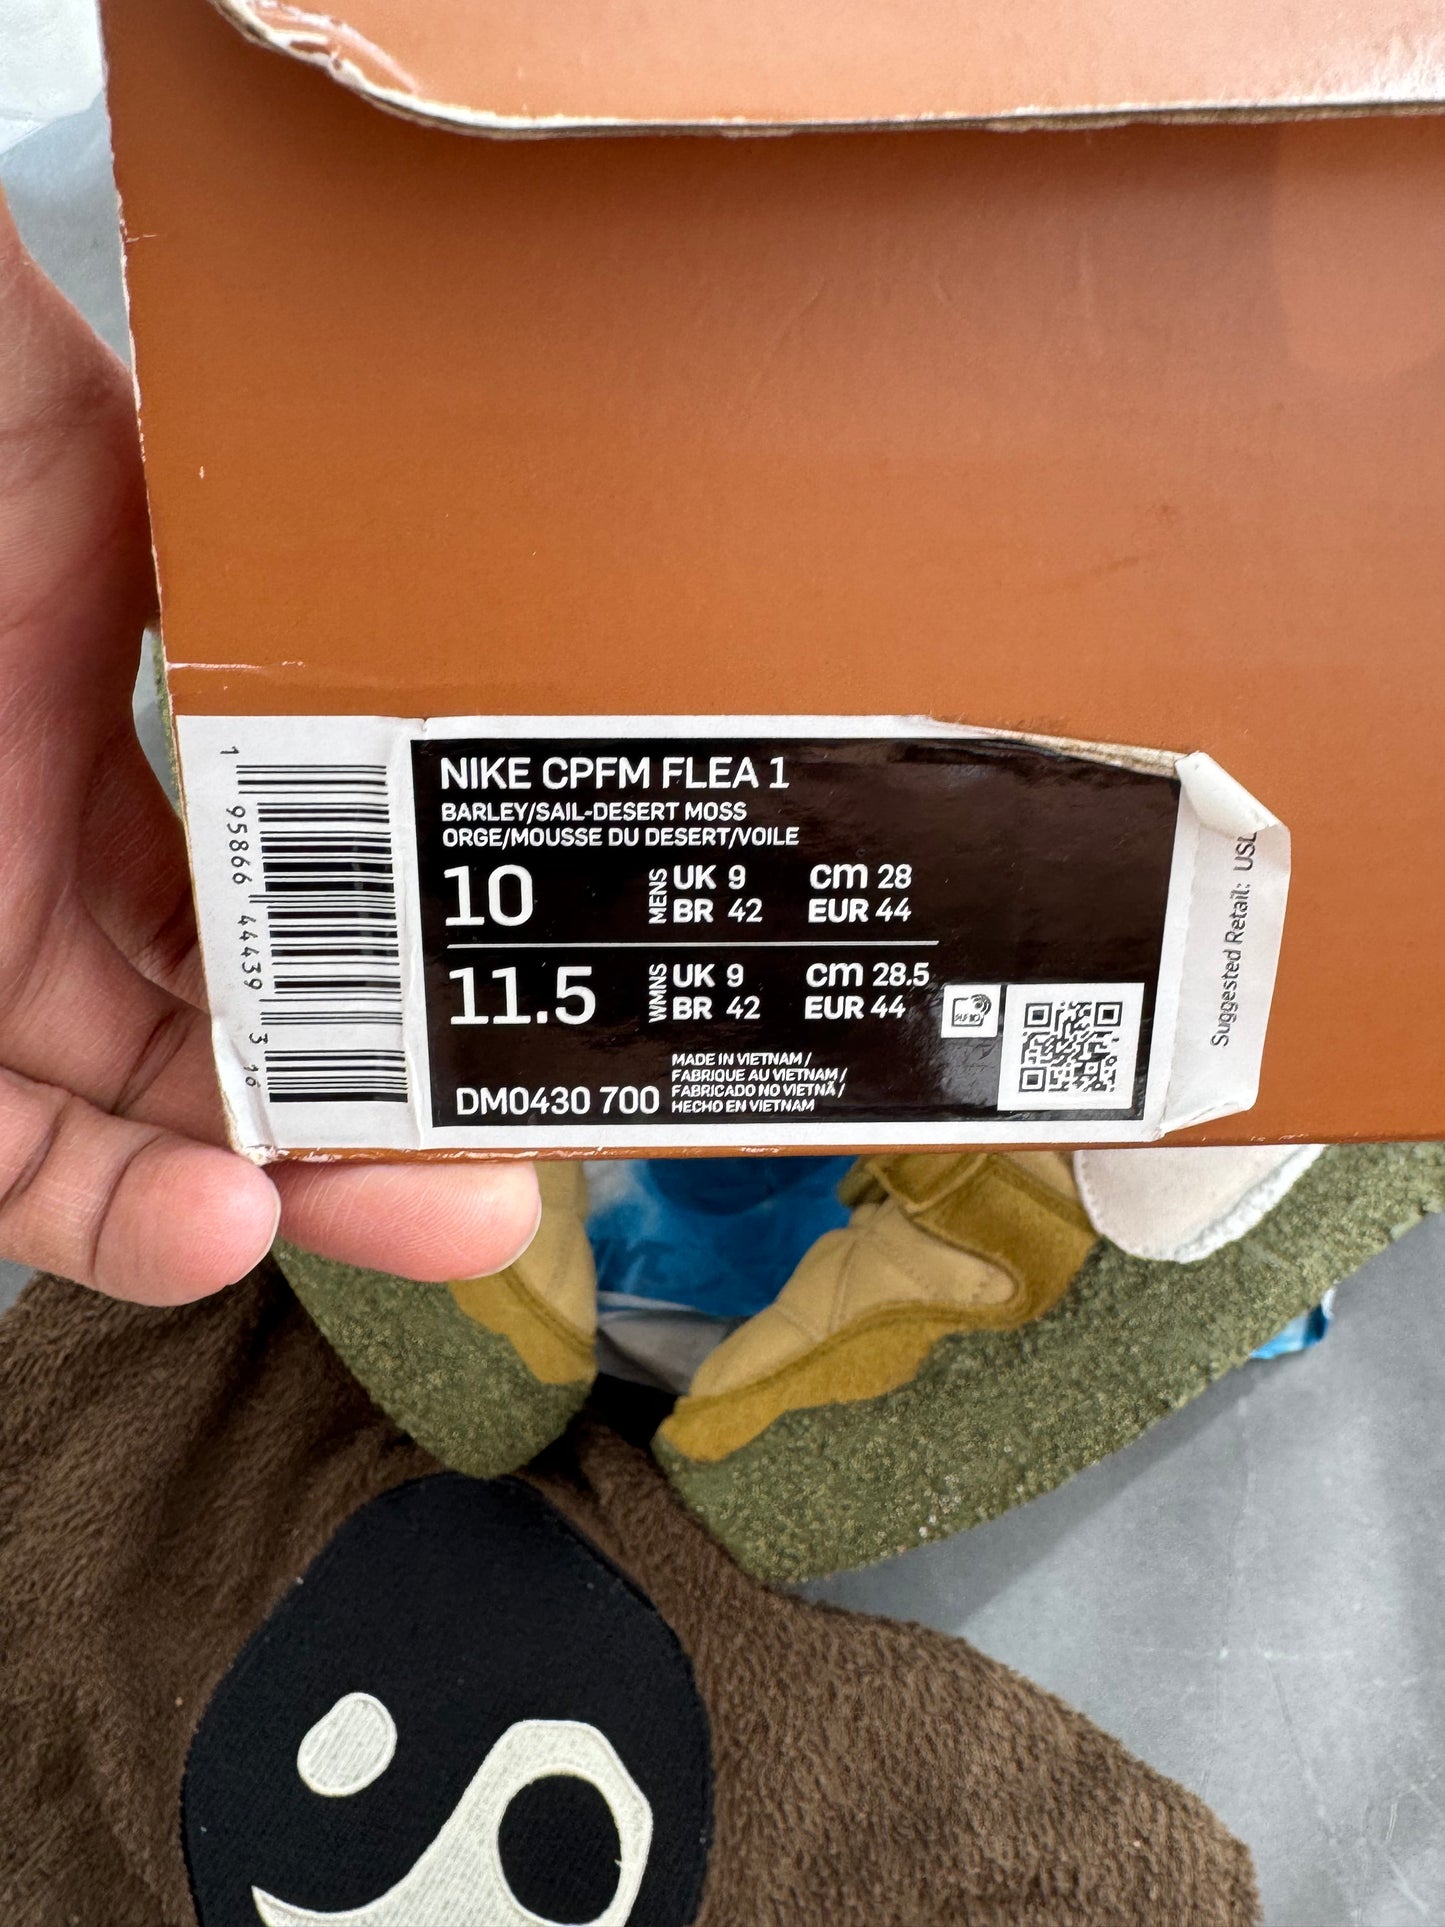 NIKE CPFM FLEA 1
BARLEY/SAIL-DESERT MOSS
ORGE/MOUSSE DU DESERT/VOILE
10 MENS UK 9 cm 28
BR 42 EUR 44
11.5 WMNS UK 9 cm 28.5
BR 42 EUR 44
DM0430 700
MADE IN VIETNAM /
FABRIQUE AU VIETNAM /
FABRICADO NO VIETNÃ /
HECHO EN VIETNAM
1 95866 44439 3 10
Suggested Retail: